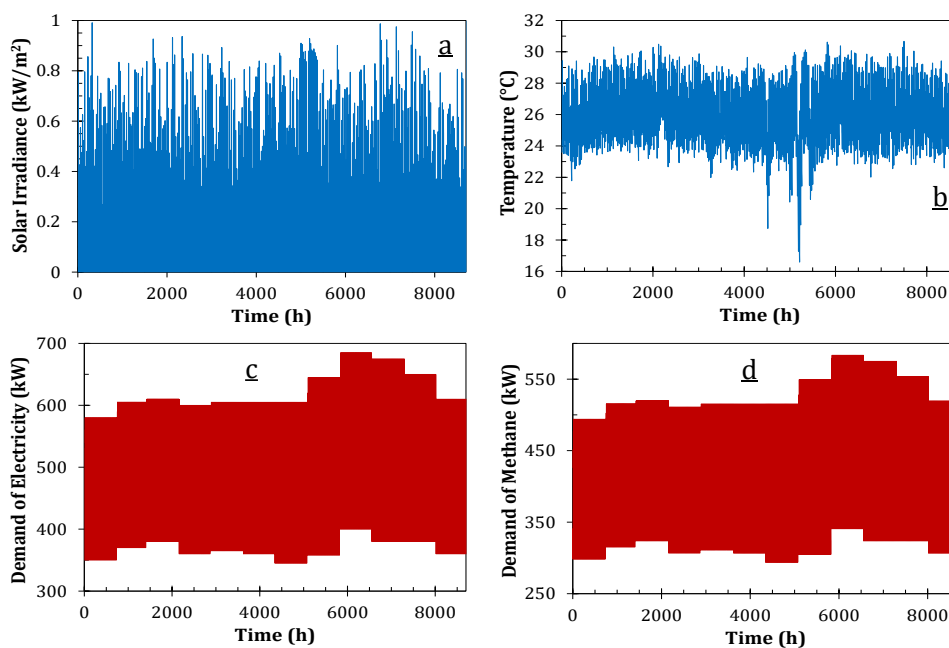 1
0.8
0.6
0.4
0.2
0
Solar Irradiance (kW/m²)
a
0 2000 4000 6000 8000
Time (h)
32
30
28
26
24
22
20
18
16
Temperature (°C)
b
0 2000 4000 6000 8000
Time (h)
700
600
500
400
300
Demand of Electricity (kW)
c
0 2000 4000 6000 8000
Time (h)
550
450
350
250
Demand of Methane (kW)
d
0 2000 4000 6000 8000
Time (h)